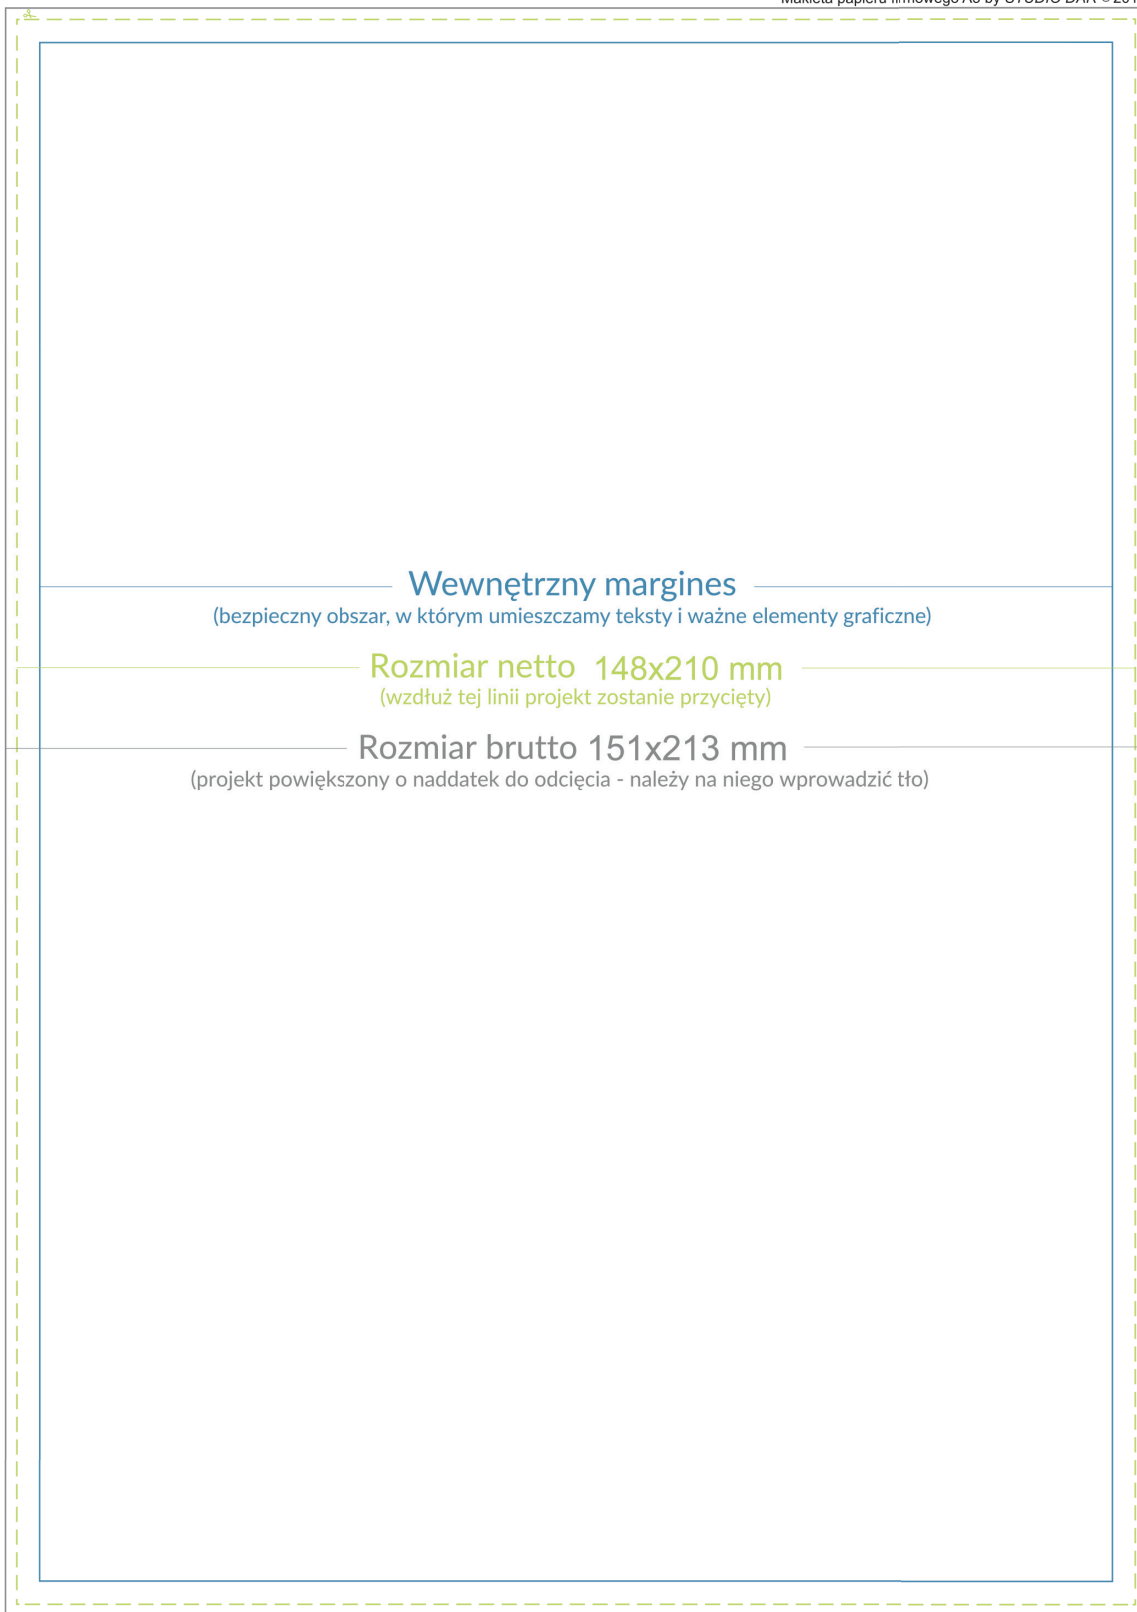 Wewnętrzny margines
(bezpieczny obszar, w którym umieszczamy teksty i ważne elementy graficzne)
Rozmiar netto 148x210 mm
(wzdłuż tej linii projekt zostanie przycięty)
Rozmiar brutto 151x213 mm
(projekt powiększony o naddatek do odcięcia - należy na niego wprowadzić tło)